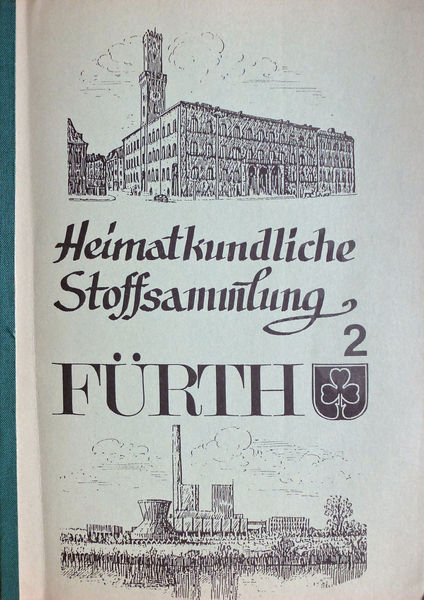 Heimatkundliche
Stoffsammlung
2
FÜRTH